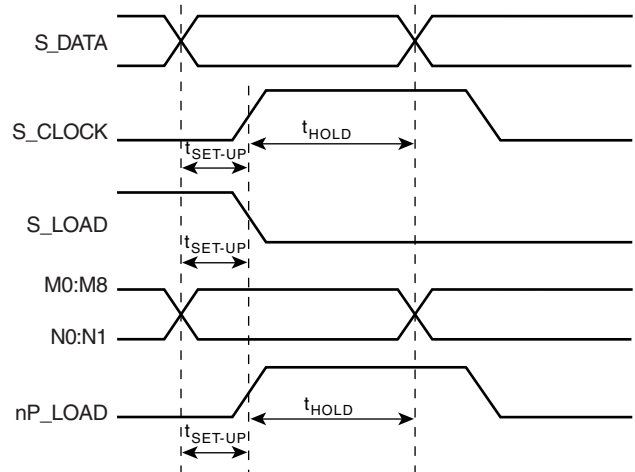 S_DATA
S_CLOCK
tHOLD
tSET-UP
S_LOAD
tSET-UP
M0:M8
N0:N1
nP_LOAD
tHOLD
tSET-UP